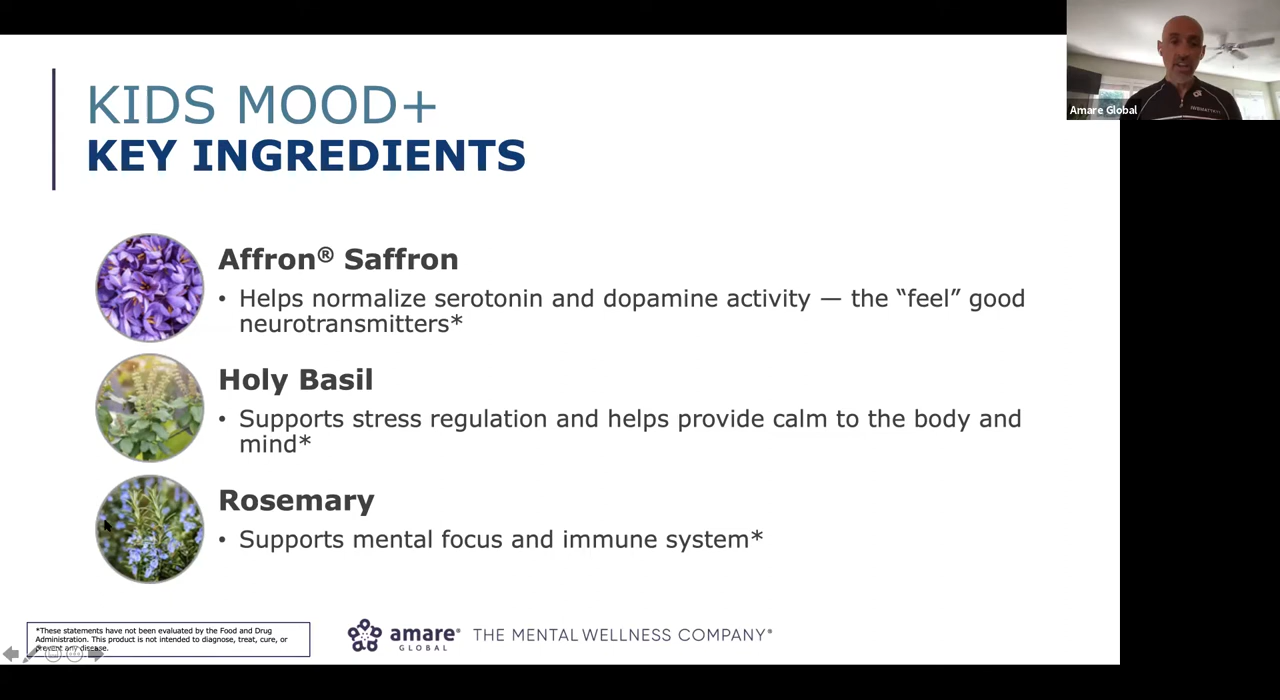 KIDS MOOD+
KEY INGREDIENTS
Amare Global
Affron® Saffron
• Helps normalize serotonin and dopamine activity — the “feel” good
neurotransmitters*
Holy Basil
• Supports stress regulation and helps provide calm to the body and
mind*
Rosemary
• Supports mental focus and immune system*
*These statements have not been evaluated by the Food and Drug
Administration. This product is not intended to diagnose, treat, cure, or
prevent any disease.
amare®
GLOBAL
THE MENTAL WELLNESS COMPANY®